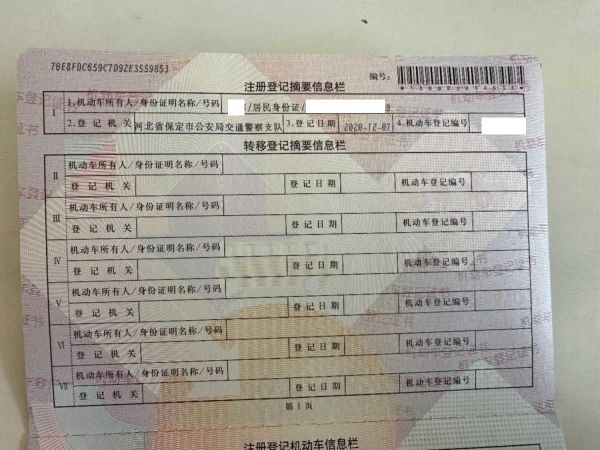 70E8FDC659C7D92E3559853
编号:
注册登记摘要信息栏
I 1.机动车所有人/身份证明名称/号码 /居民身份证/ 9
2.登记机关 河北省保定市公安局交通警察支队 3.登记日期 2020-12-07 4.机动车登记编号
转移登记摘要信息栏
II 机动车所有人/身份证明名称/号码
登记机关 登记日期 机动车登记编号
III 机动车所有人/身份证明名称/号码
登记机关 登记日期 机动车登记编号
IV 机动车所有人/身份证明名称/号码
登记机关 登记日期 机动车登记编号
V 机动车所有人/身份证明名称/号码
登记机关 登记日期 机动车登记编号
VI 机动车所有人/身份证明名称/号码
登记机关 登记日期 机动车登记编号
VII 机动车所有人/身份证明名称/号码
登记机关 登记日期 机动车登记编号
第1页
注册登记机动车信息栏